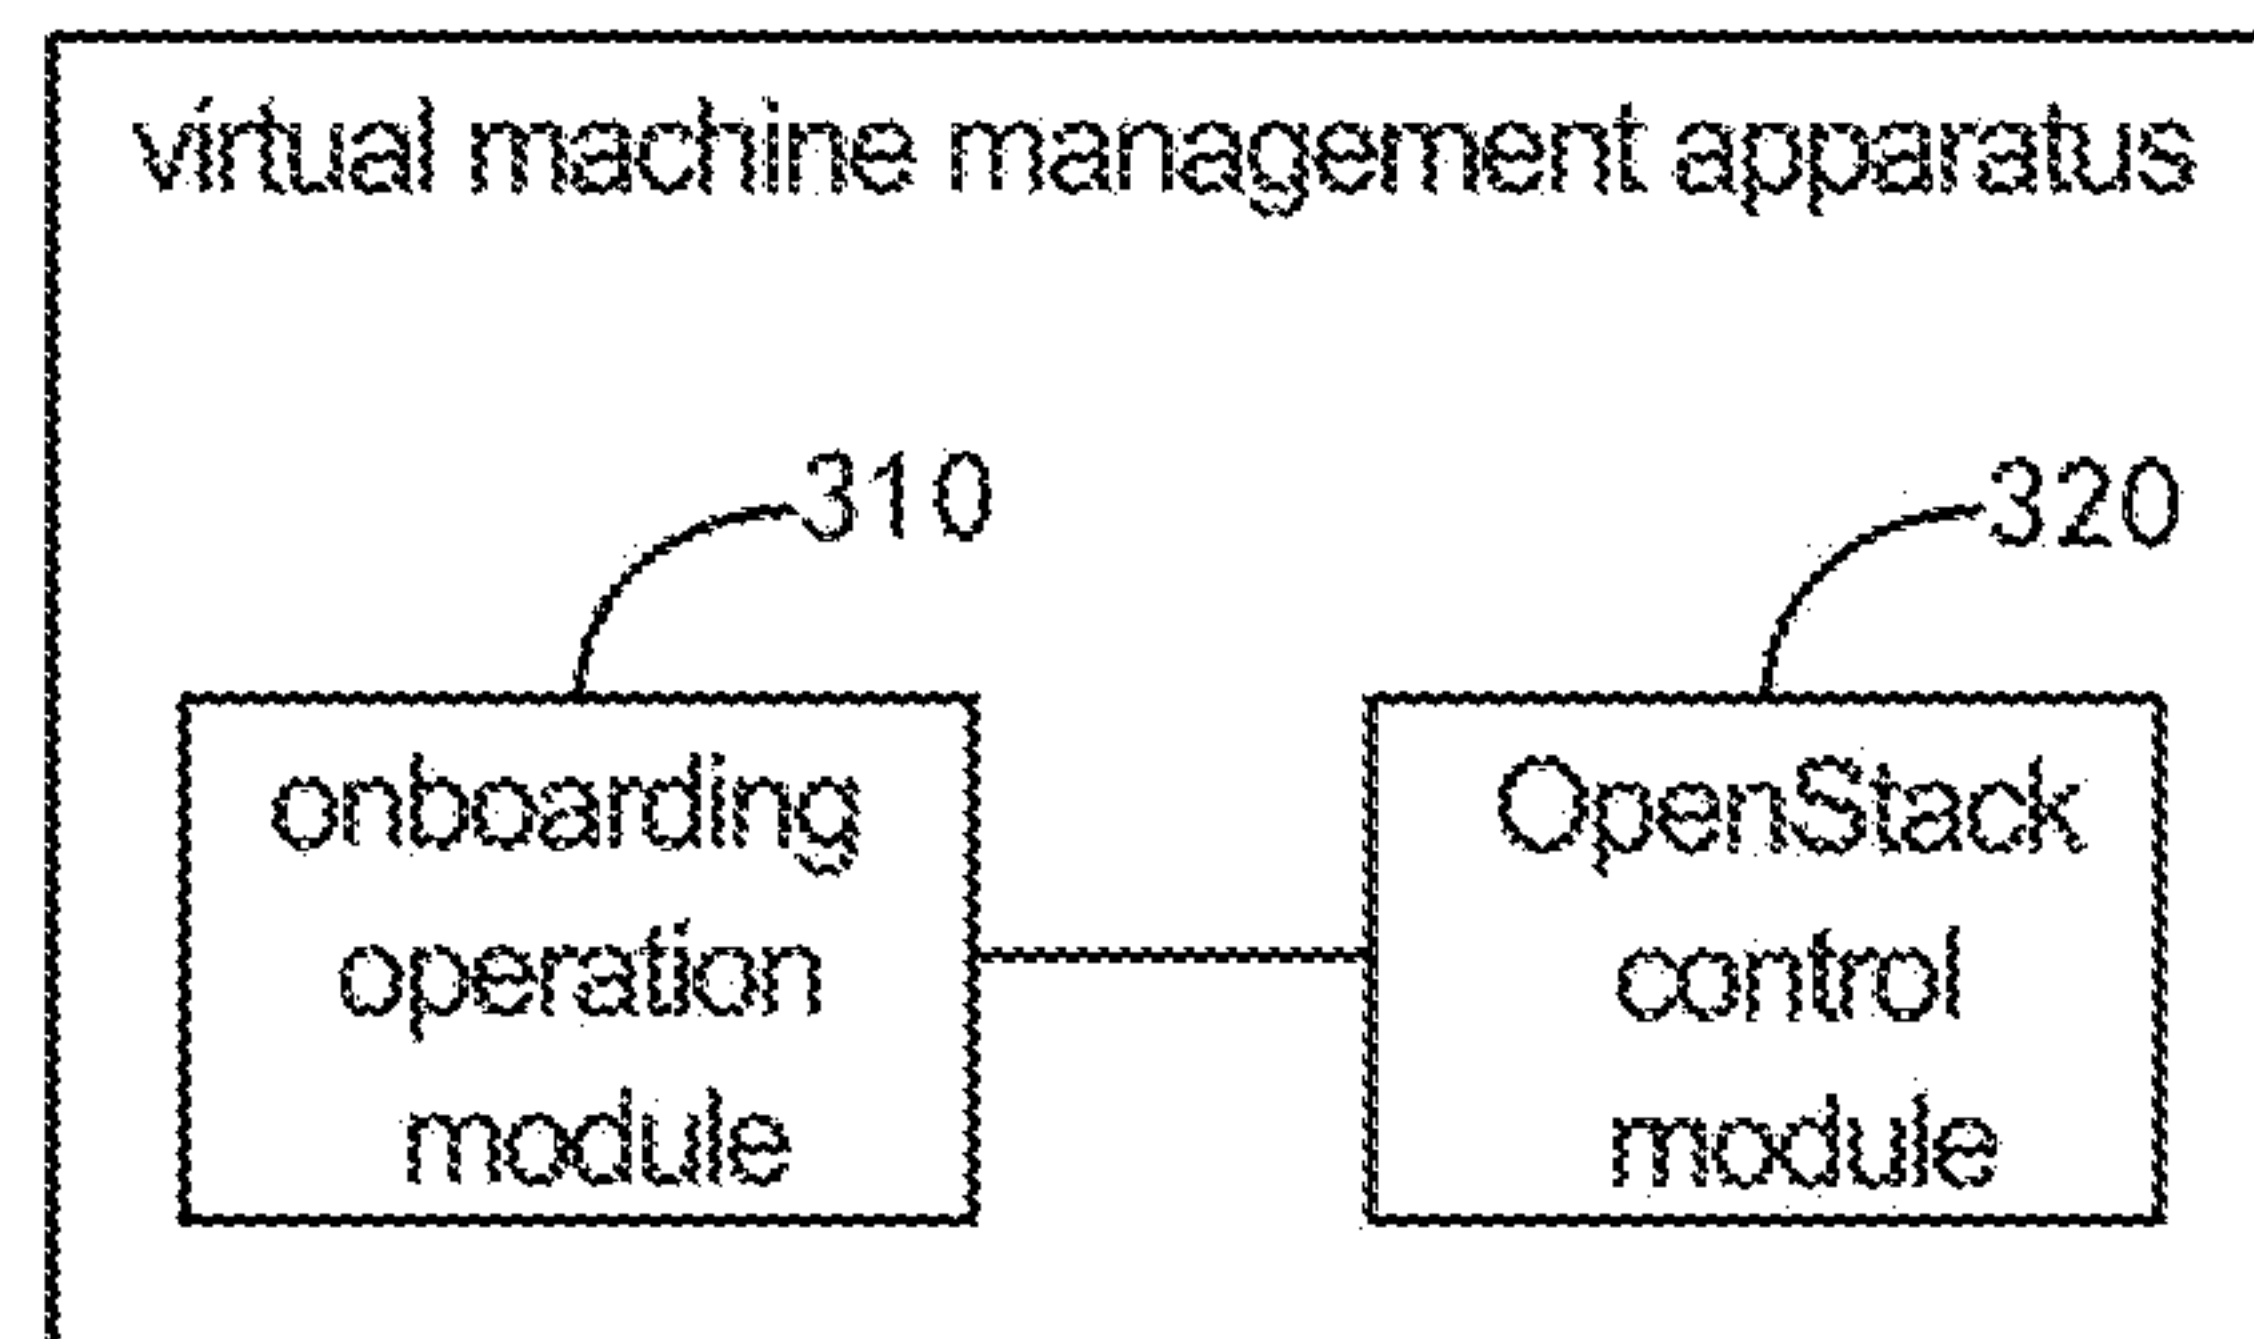 virtual machine management apparatus
310
320
onboarding
operation
module
OpenStack
control
module